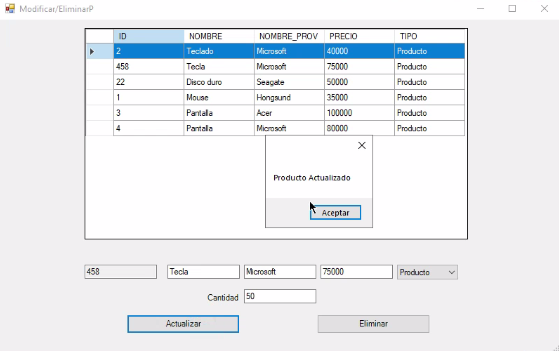 Modificar/EliminarP
ID NOMBRE NOMBRE_PROV PRECIO TIPO
2 Teclado Microsoft 40000 Producto
458 Tecla Microsoft 75000 Producto
22 Disco duro Seagate 50000 Producto
1 Mouse Hongsund 35000 Producto
3 Pantalla Acer 100000 Producto
4 Pantalla Microsoft 80000 Producto
Producto Actualizado
Aceptar
458 Tecla Microsoft 75000 Producto
Cantidad 50
Actualizar Eliminar